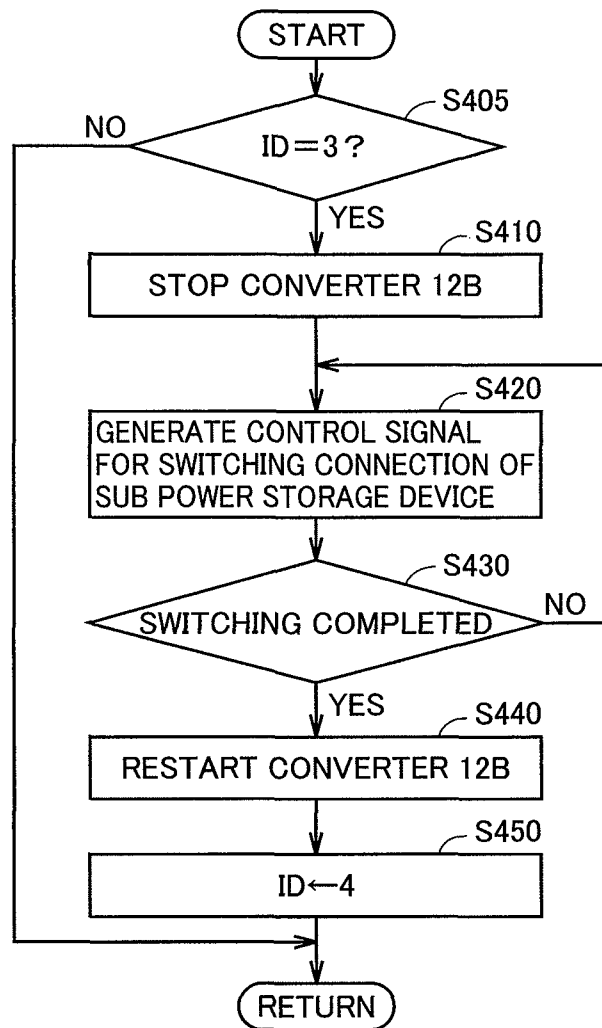 START
S405
NO
ID=3?
YES
S410
STOP CONVERTER 12B
S420
GENERATE CONTROL SIGNAL
FOR SWITCHING CONNECTION OF
SUB POWER STORAGE DEVICE
S430
NO
SWITCHING COMPLETED
YES
S440
RESTART CONVERTER 12B
S450
ID←4
RETURN